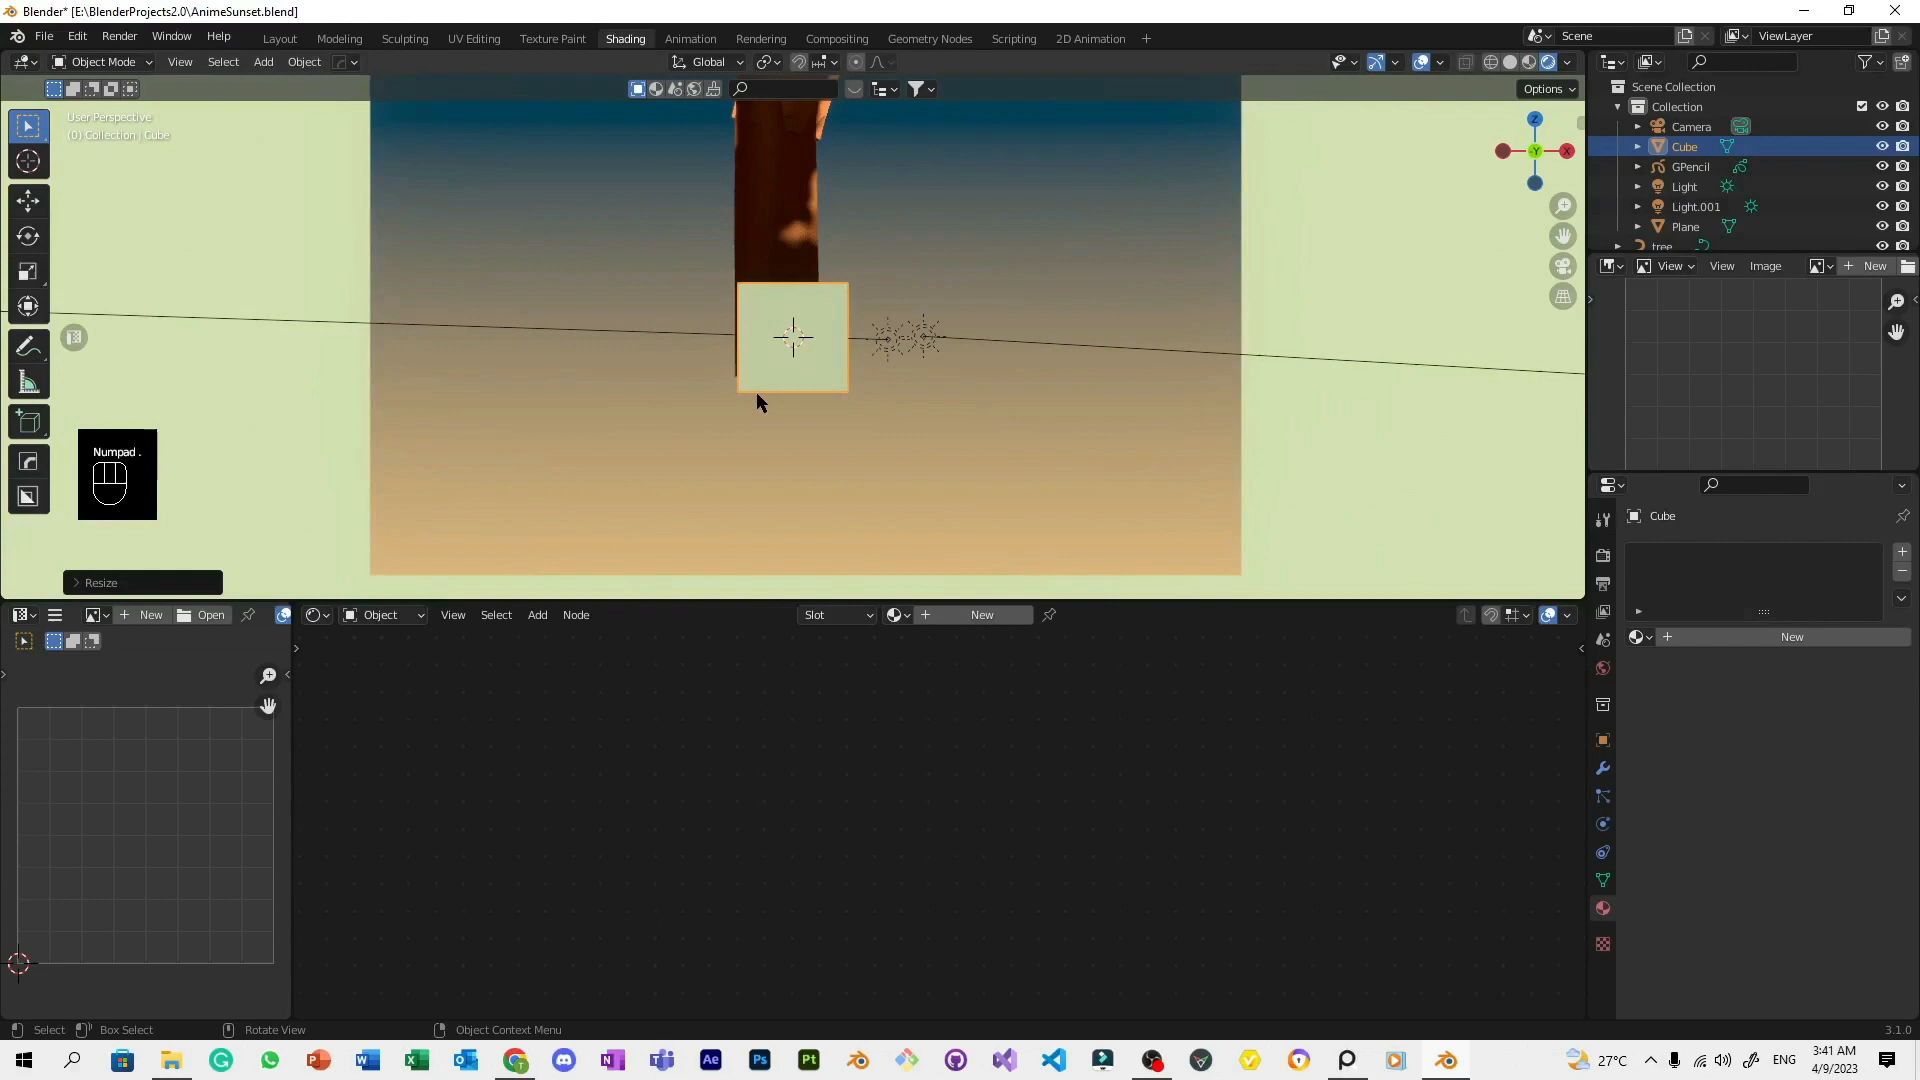 Blender* [E:\BlenderProjects2.0\AnimeSunset.blend]
File Edit Render Window Help
Layout Modeling Sculpting UV Editing Texture Paint Shading Animation Rendering Compositing Geometry Nodes Scripting 2D Animation +
Scene
ViewLayer
Object Mode View Select Add Object
Global
Options
User Perspective
(0) Collection | Cube
Z
-Y
X
Numpad .
Resize
Scene Collection
Collection
Camera
Cube
GPencil
Light
Light.001
Plane
tree
View View Image + New
Cube
+ New
+ New Open
Object View Select Add Node
Slot
+ New
Select
Box Select
Rotate View
Object Context Menu
3.1.0
27°C
ENG
3:41 AM
4/9/2023